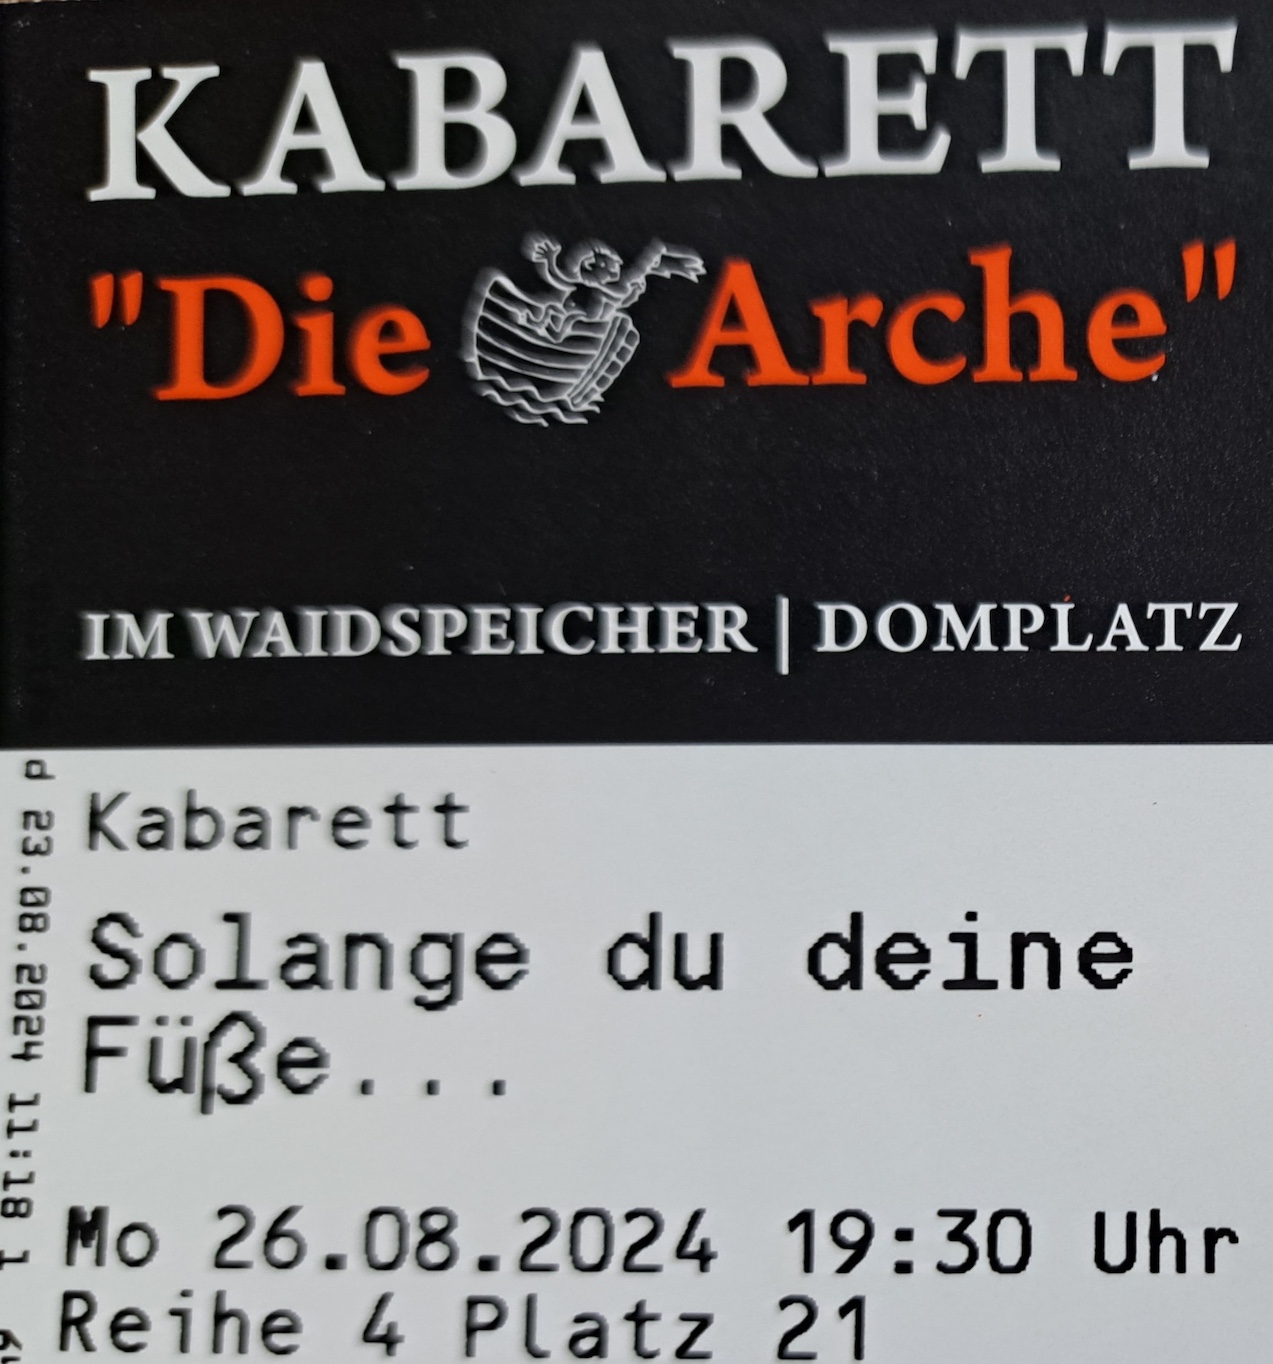 KABARETT
"Die Arche"
IM WAIDSPEICHER | DOMPLATZ
Kabarett
Solange du deine
Füße...
Mo 26.08.2024 19:30 Uhr
Reihe 4 Platz 21
d 23.08.2024 11:18 1